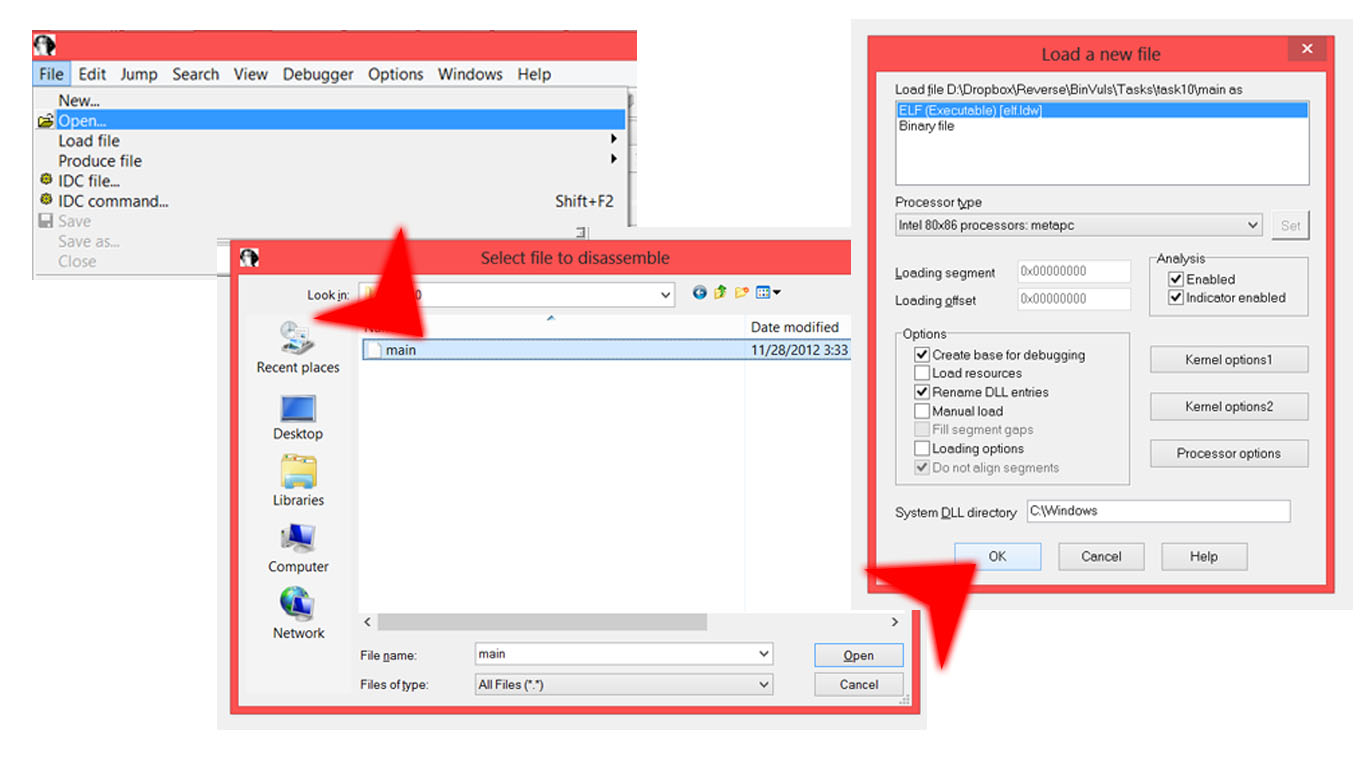 File Edit Jump Search View Debugger Options Windows Help
New...
Open...
Load file
Produce file
IDC file...
IDC command... Shift+F2
Save
Save as...
Close
Select file to disassemble
Look in:
Date modified
main 11/28/2012 3:33
Recent places
Desktop
Libraries
Computer
Network
File name: main Open
Files of type: All Files (*.*) Cancel
Load a new file
Load file D:\Dropbox\Reverse\BinVuls\Tasks\task10\main as
ELF (Executable) [elf.ldw]
Binary file
Processor type
Intel 80x86 processors: metapc Set
Loading segment 0x00000000
Loading offset 0x00000000
Analysis
Enabled
Indicator enabled
Options
Create base for debugging
Load resources
Rename DLL entries
Manual load
Fill segment gaps
Loading options
Do not align segments
Kernel options1
Kernel options2
Processor options
System DLL directory C:\Windows
OK Cancel Help